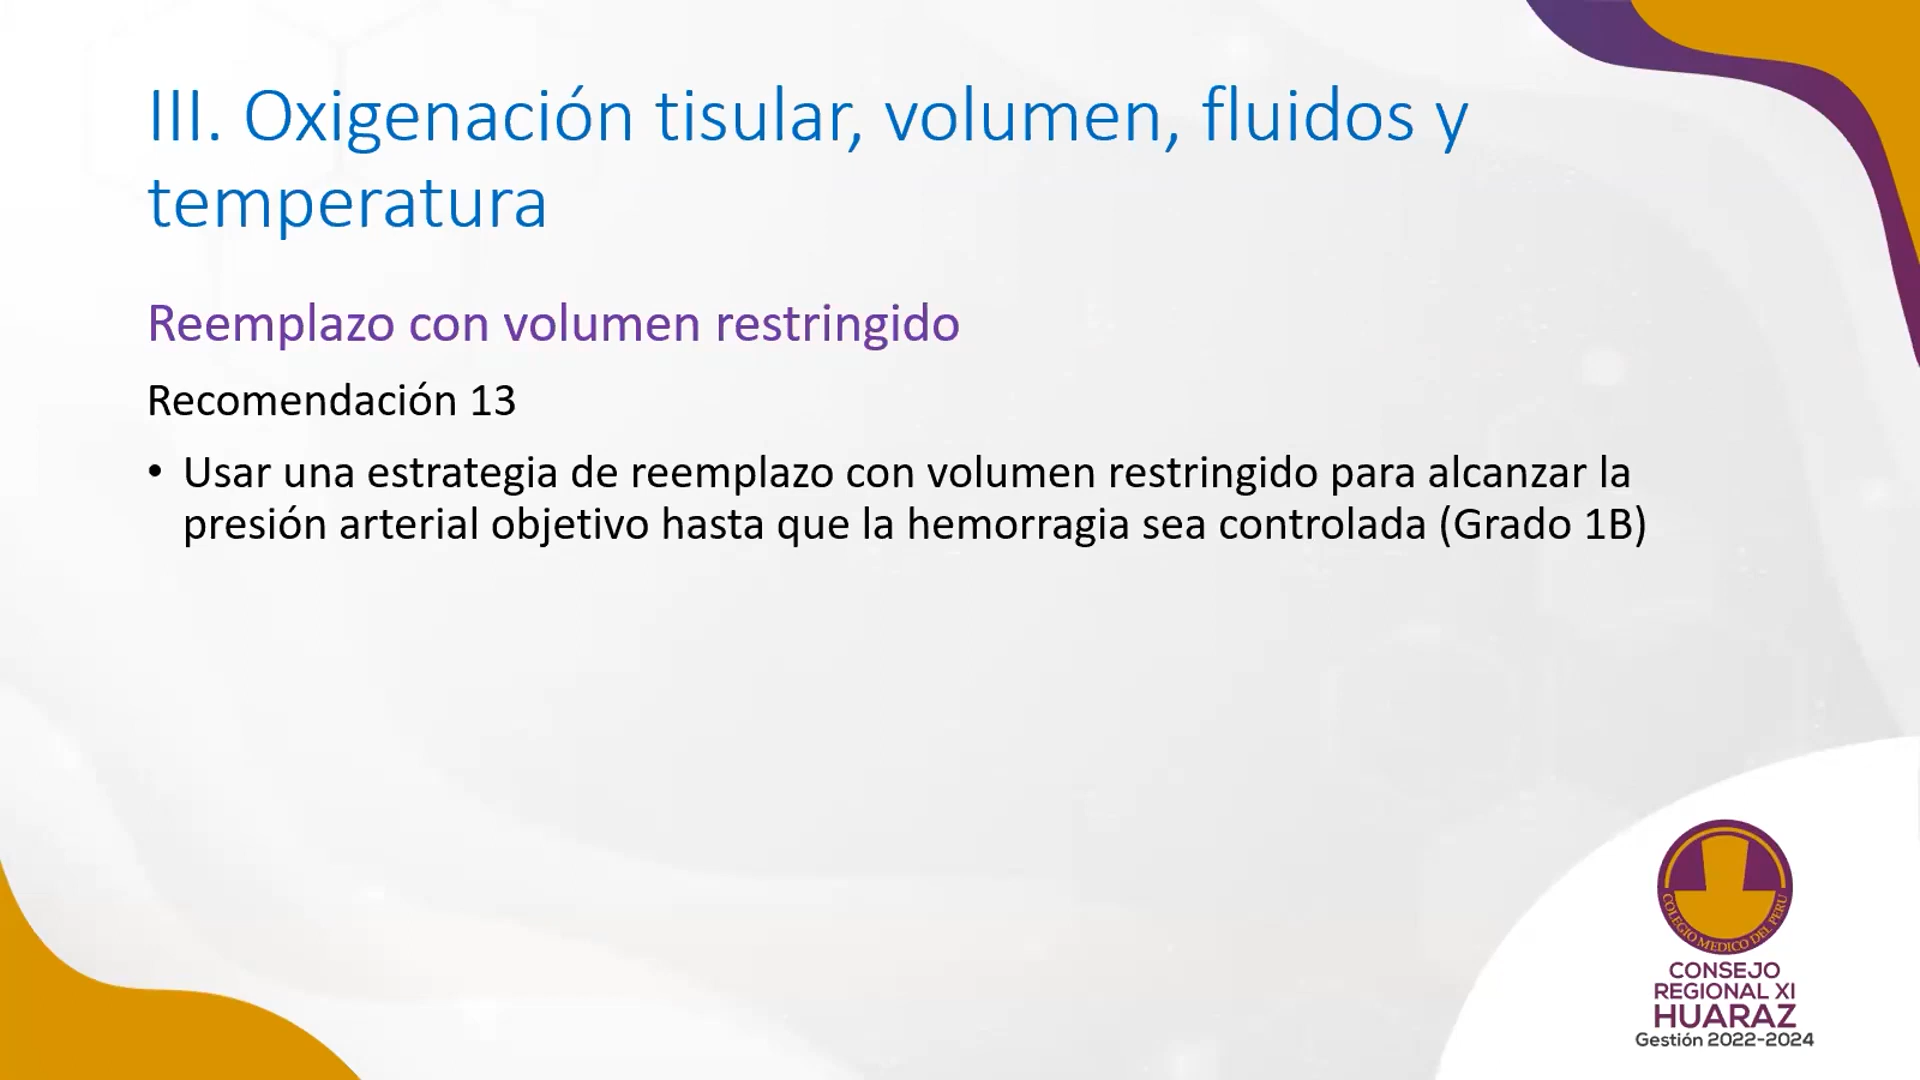 III. Oxigenación tisular, volumen, fluidos y
temperatura
Reemplazo con volumen restringido
Recomendación 13
• Usar una estrategia de reemplazo con volumen restringido para alcanzar la
presión arterial objetivo hasta que la hemorragia sea controlada (Grado 1B)
COLEGIO MEDICO DEL PERU
CONSEJO
REGIONAL XI
HUARAZ
Gestión 2022-2024